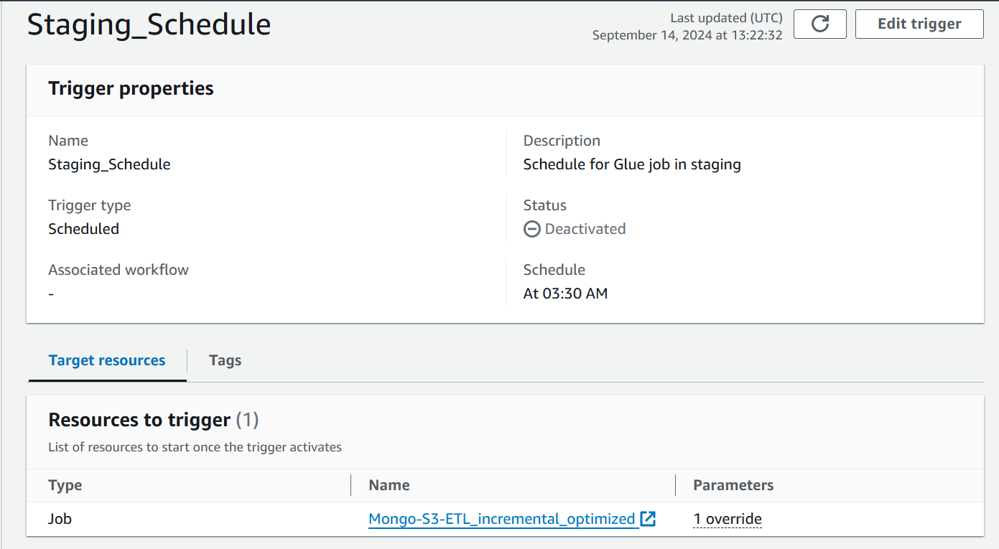 Staging_Schedule
Last updated (UTC)
September 14, 2024 at 13:22:32
Edit trigger
Trigger properties
Name
Staging_Schedule
Description
Schedule for Glue job in staging
Trigger type
Scheduled
Status
Deactivated
Associated workflow
-
Schedule
At 03:30 AM
Target resources
Tags
Resources to trigger (1)
List of resources to start once the trigger activates
Type Name Parameters
Job Mongo-S3-ETL_incremental_optimized 1 override